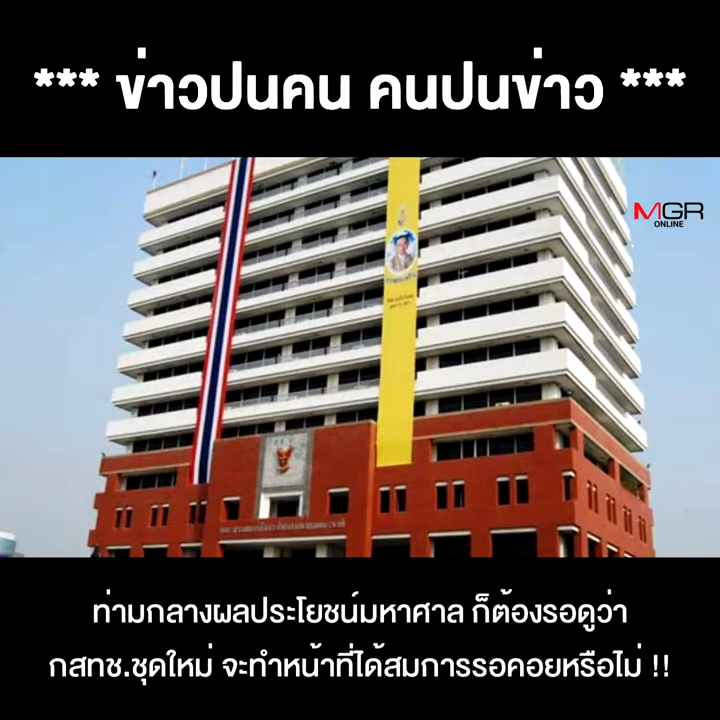 *** ข่าวปนคน คนปนข่าว ***
MGR
ONLINE
ท่ามกลางผลประโยชน์มหาศาล ก็ต้องรอดูว่า
กสทช.ชุดใหม่ จะทำหน้าที่ได้สมการรอคอยหรือไม่ !!